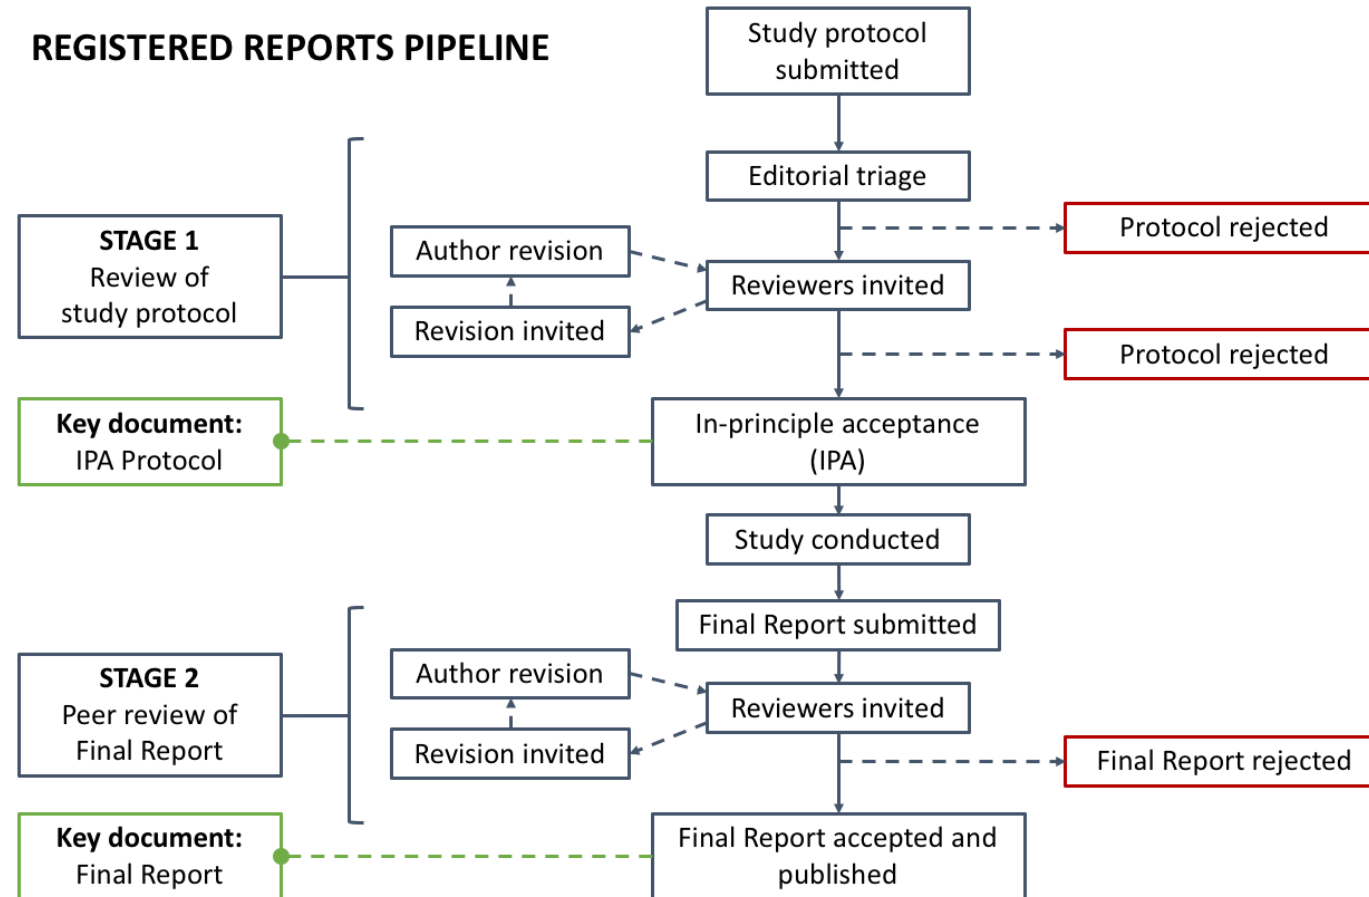 REGISTERED REPORTS PIPELINE
Study protocol
submitted
Editorial triage
Protocol rejected
STAGE 1
Review of
study protocol
Author revision
Reviewers invited
Revision invited
Protocol rejected
Key document:
IPA Protocol
In-principle acceptance
(IPA)
Study conducted
Final Report submitted
STAGE 2
Peer review of
Final Report
Author revision
Reviewers invited
Revision invited
Final Report rejected
Key document:
Final Report
Final Report accepted and
published